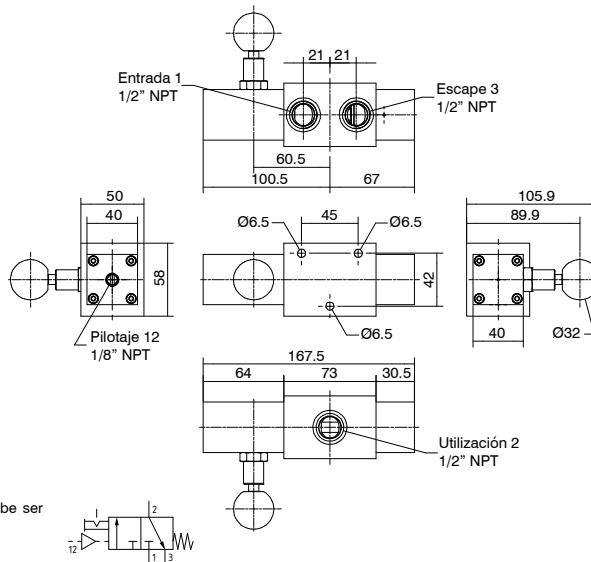 21 21
Entrada 1
1/2" NPT
Escape 3
1/2" NPT
60.5
100.5 67
50
40
105.9
89.9
Ø6.5 45 Ø6.5
58
42
Pilotaje 12
1/8" NPT
Ø6.5
40
Ø32
167.5
64 73 30.5
Utilización 2
1/2" NPT
be ser
2
12
1 3